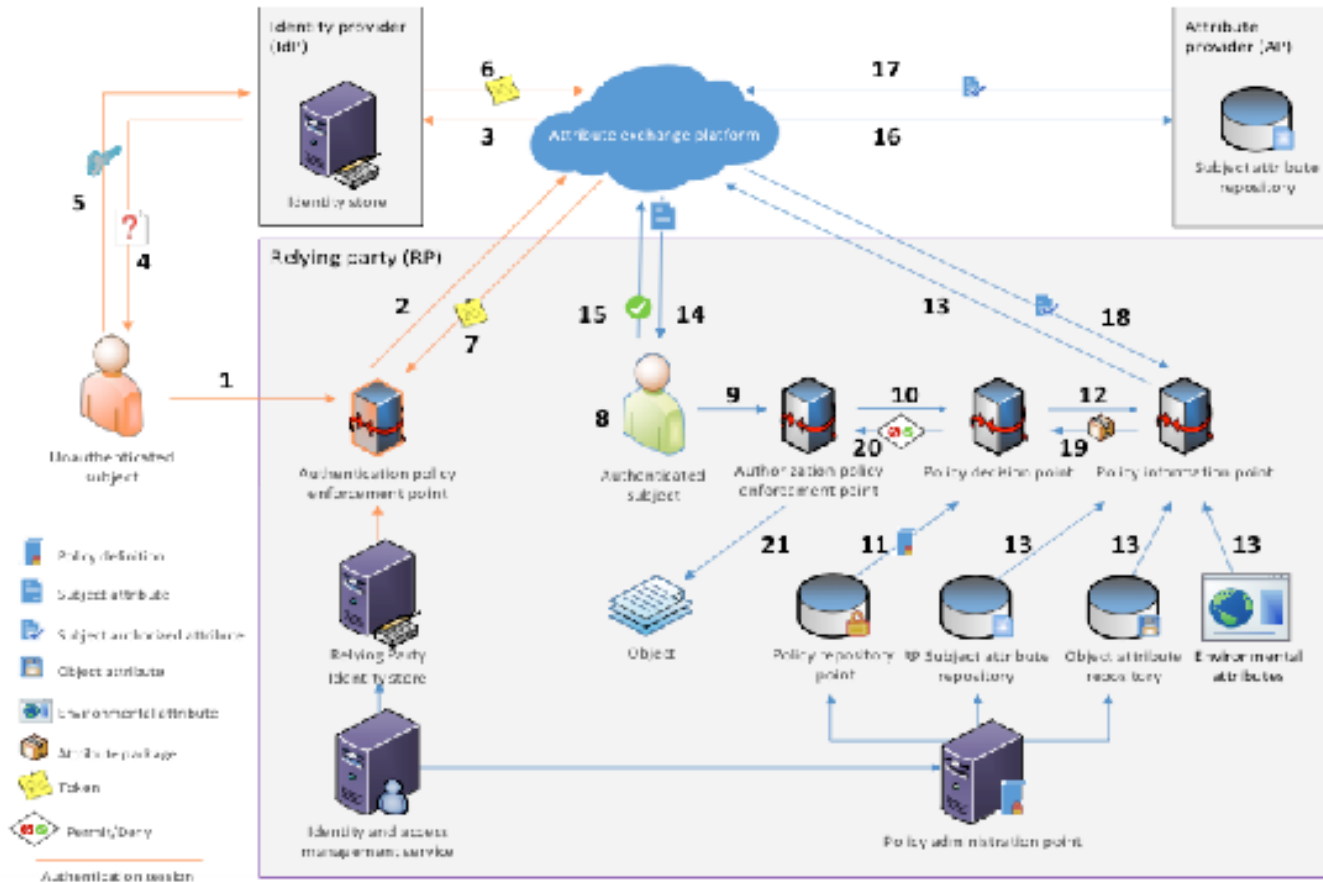 Identity provider
(IdP)
Identity store
Attribute exchange platform
Attribute
provider (AP)
Subject attribute
repository
6
3
17
16
5
4
Relying party (RP)
2
7
15
14
13
18
1
8
9
10
20
12
19
Unauthenticated
subject
Authentication policy
enforcement point
Authenticated
subject
Authorization policy
enforcement point
Policy decision point
Policy information point
21
11
13
13
13
Relying Party
Identity store
Object
Policy repository
point
RP Subject attribute
repository
Object attribute
repository
Environmental
attributes
Identity and access
management service
Policy administration point
Policy definition
Subject attribute
Subject authorized attribute
Object attribute
Environmental attribute
Attribute package
Token
Permit/Deny
Authentication session